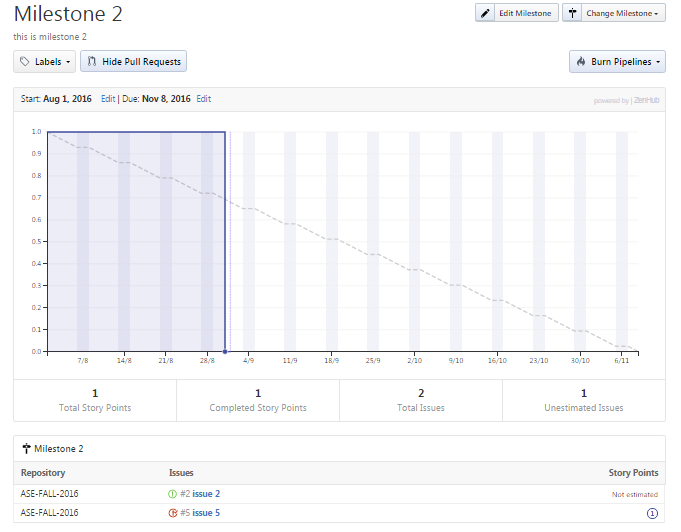 Milestone 2
Edit Milestone
Change Milestone
this is milestone 2
Labels
Hide Pull Requests
Burn Pipelines
Start: Aug 1, 2016 Edit | Due: Nov 8, 2016 Edit
powered by | ZenHub
1.0
0.9
0.8
0.7
0.6
0.5
0.4
0.3
0.2
0.1
0.0
7/8 14/8 21/8 28/8 4/9 11/9 18/9 25/9 2/10 9/10 16/10 23/10 30/10 6/11
1 1 2 1
Total Story Points Completed Story Points Total Issues Unestimated Issues
Milestone 2
Repository Issues Story Points
ASE-FALL-2016 #2 issue 2 Not estimated
ASE-FALL-2016 #5 issue 5 1